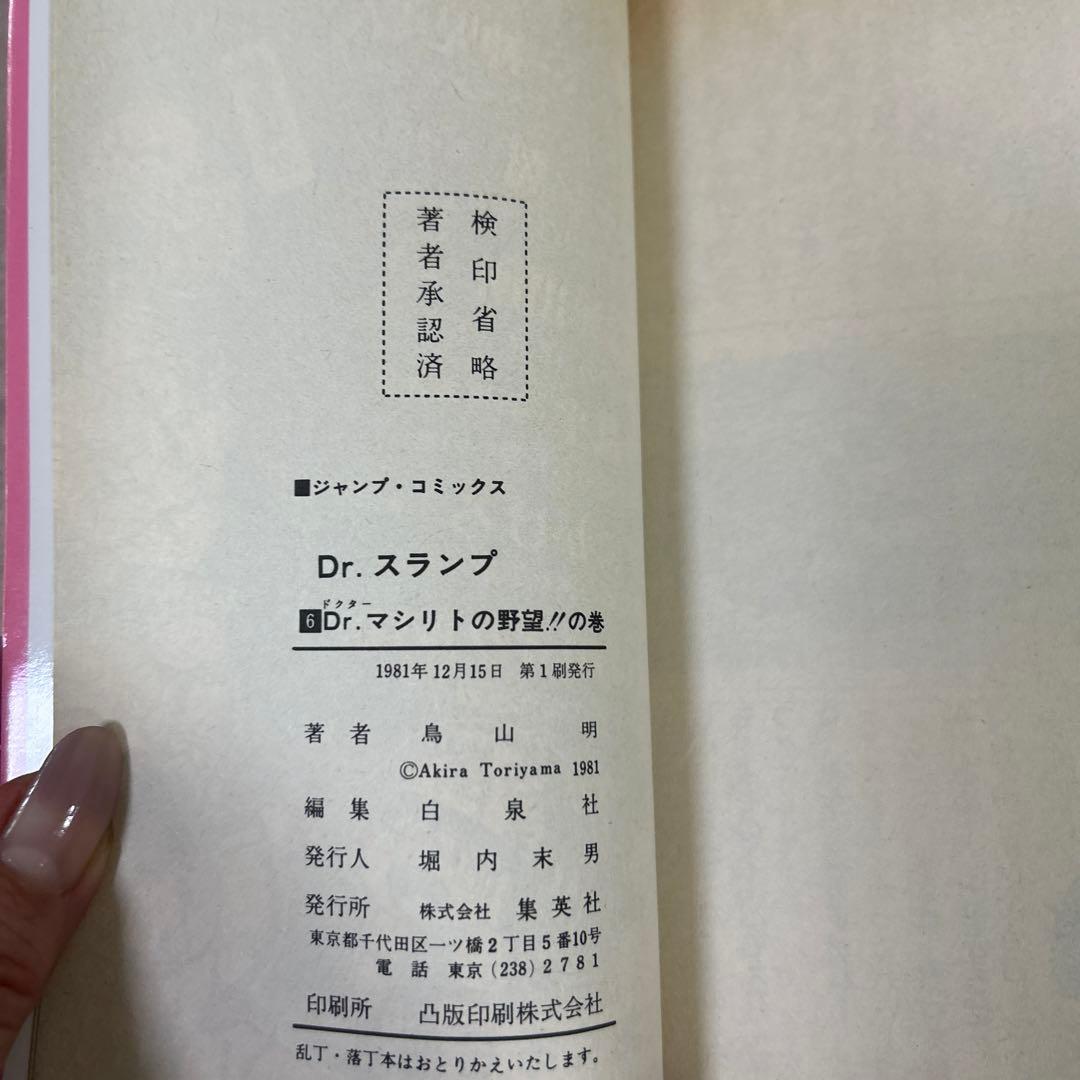 検印省略
著者承認済
■ジャンプ・コミックス
Dr.スランプ
ドクター
6Dr.マシリトの野望!!の巻
1981年12月15日 第1刷発行
著者 鳥山明
©Akira Toriyama 1981
編集 白泉社
発行人 堀内末男
発行所 株式会社 集英社
東京都千代田区一ツ橋2丁目5番10号
電話 東京(238)2781
印刷所 凸版印刷株式会社
乱丁・落丁本はおとりかえいたします。